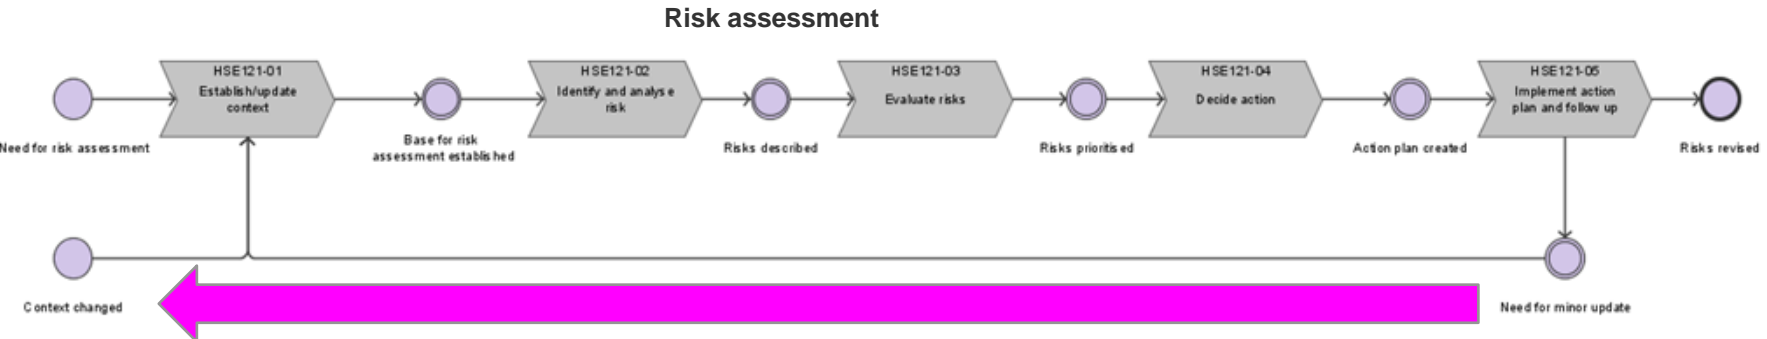 Risk assessment
HSE121-01
Establish/update
context
HSE121-02
Identify and analyse
risk
HSE121-03
Evaluate risks
HSE121-04
Decide action
HSE121-05
Implement action
plan and follow up
Need for risk assessment
Base for risk
assessment established
Risks described
Risks prioritised
Action plan created
Risks revised
Context changed
Need for minor update